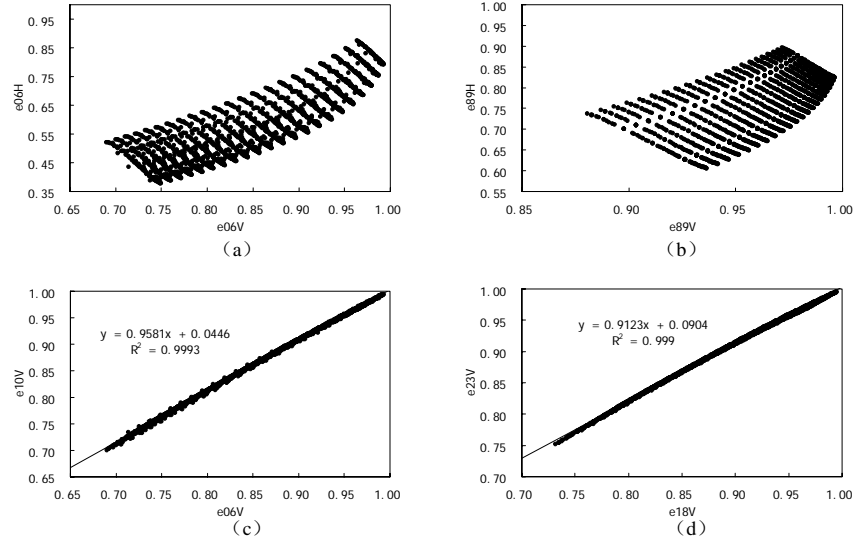 0.95
0.85
0.75
0.65
0.55
0.45
0.35
e06H
0.65 0.70 0.75 0.80 0.85 0.90 0.95 1.00
e06V
(a)
1.00
0.95
0.90
0.85
0.80
0.75
0.70
0.65
0.60
0.55
e89H
0.85 0.90 0.95 1.00
e89V
(b)
1.00
0.95
0.90
0.85
0.80
0.75
0.70
0.65
e10V
y = 0.9581x + 0.0446
R² = 0.9993
0.65 0.70 0.75 0.80 0.85 0.90 0.95 1.00
e06V
(c)
1.00
0.95
0.90
0.85
0.80
0.75
0.70
e23V
y = 0.9123x + 0.0904
R² = 0.999
0.70 0.75 0.80 0.85 0.90 0.95 1.00
e18V
(d)